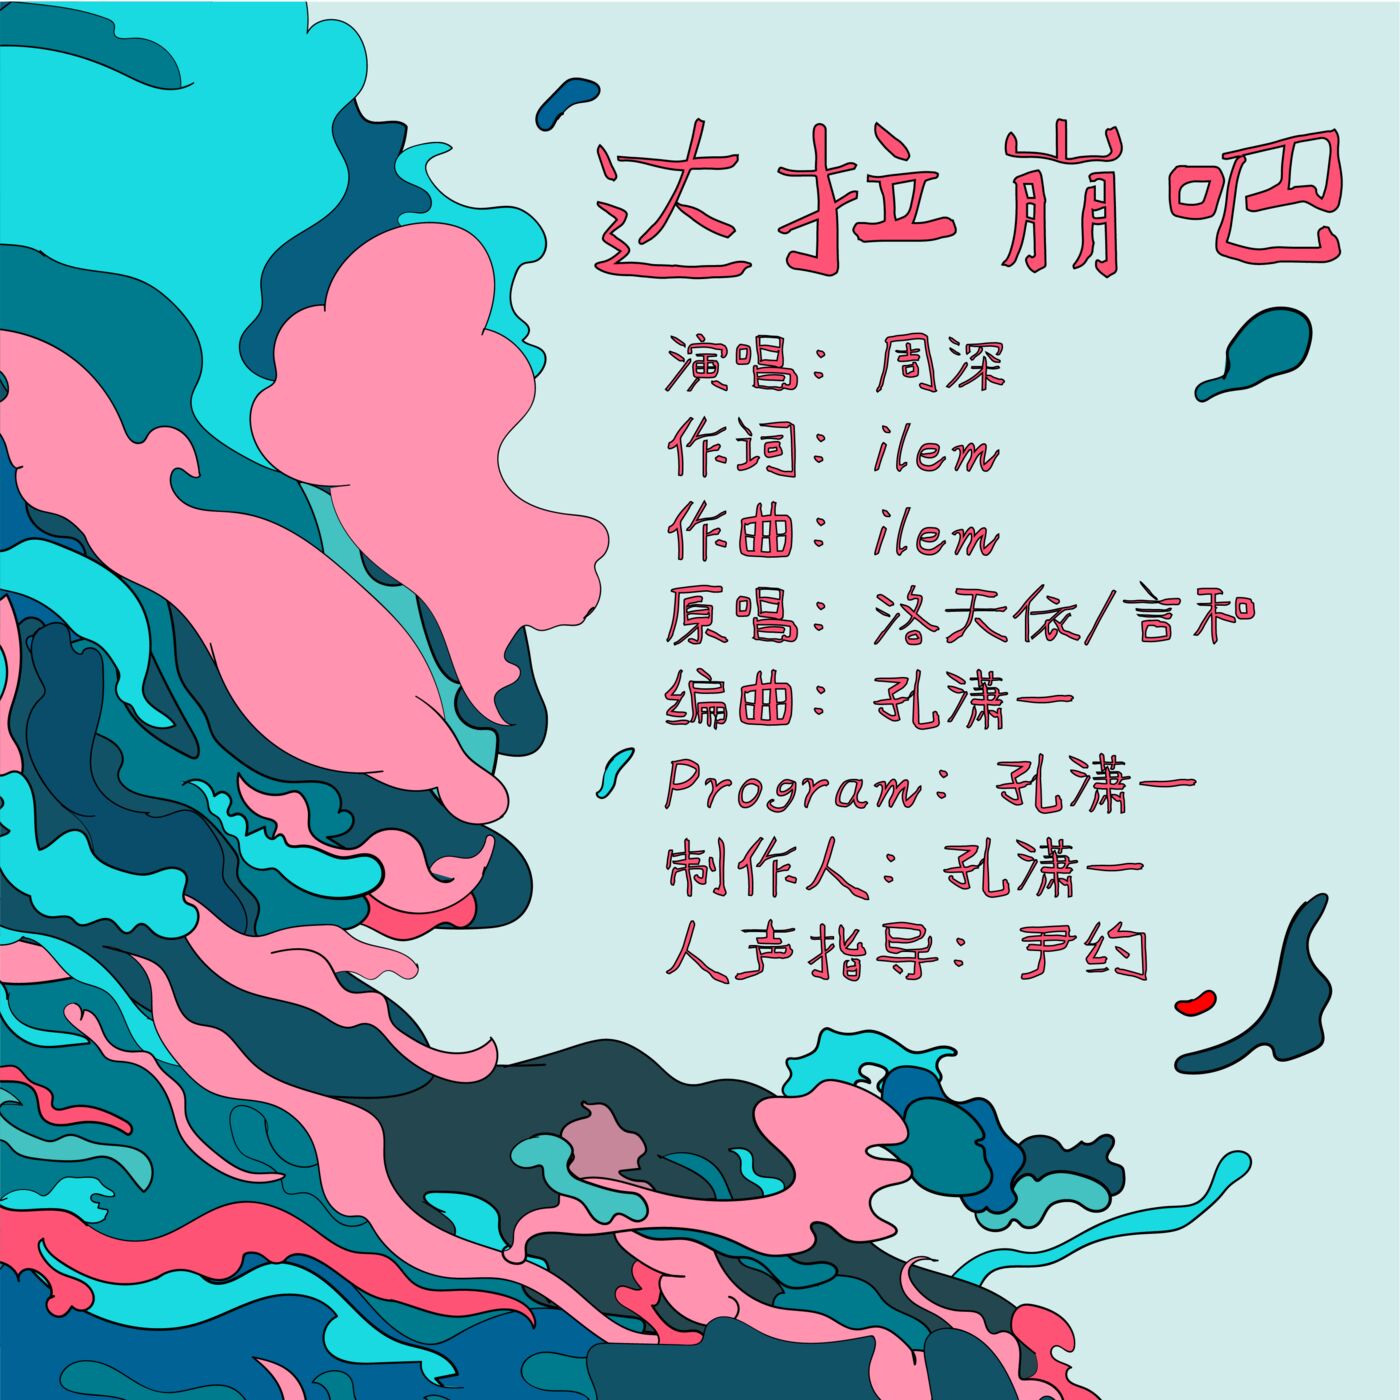 达拉崩吧
演唱：周深
作词：ilem
作曲：ilem
原唱：洛天依/言和
编曲：孔潇一
Program：孔潇一
制作人：孔潇一
人声指导：尹约